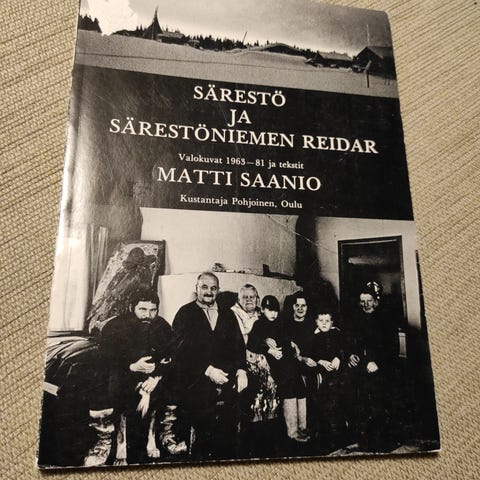 SÄRESTÖ
JA
SÄRESTÖNIEMEN REIDAR
Valokuvat 1963—81 ja tekstit
MATTI SAANIO
Kustantaja Pohjoinen, Oulu